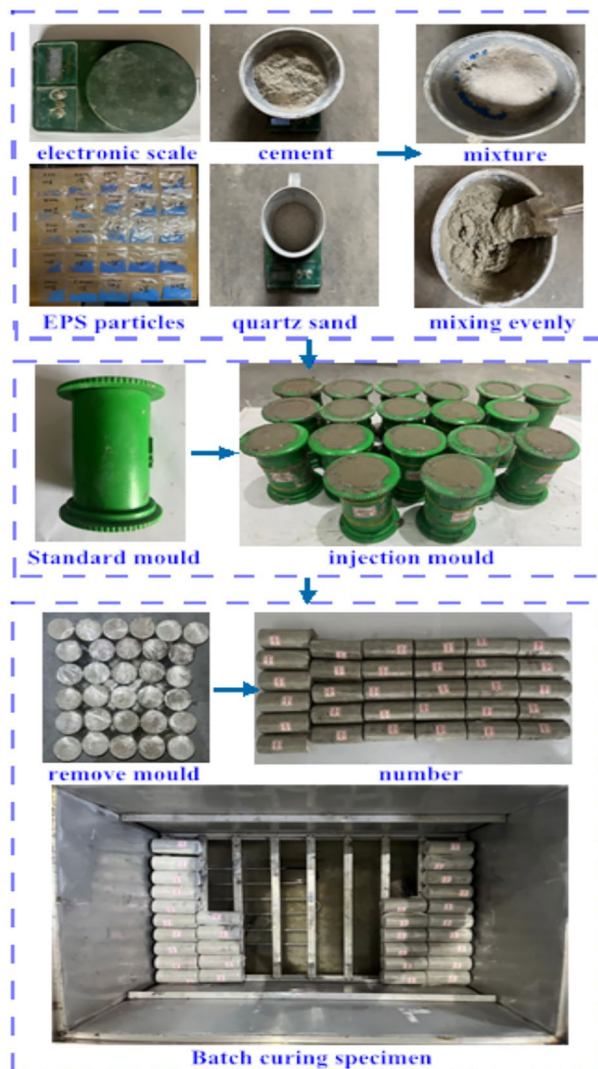 electronic scale
cement
mixture
EPS particles
quartz sand
mixing evenly
Standard mould
injection mould
remove mould
number
Batch curing specimen